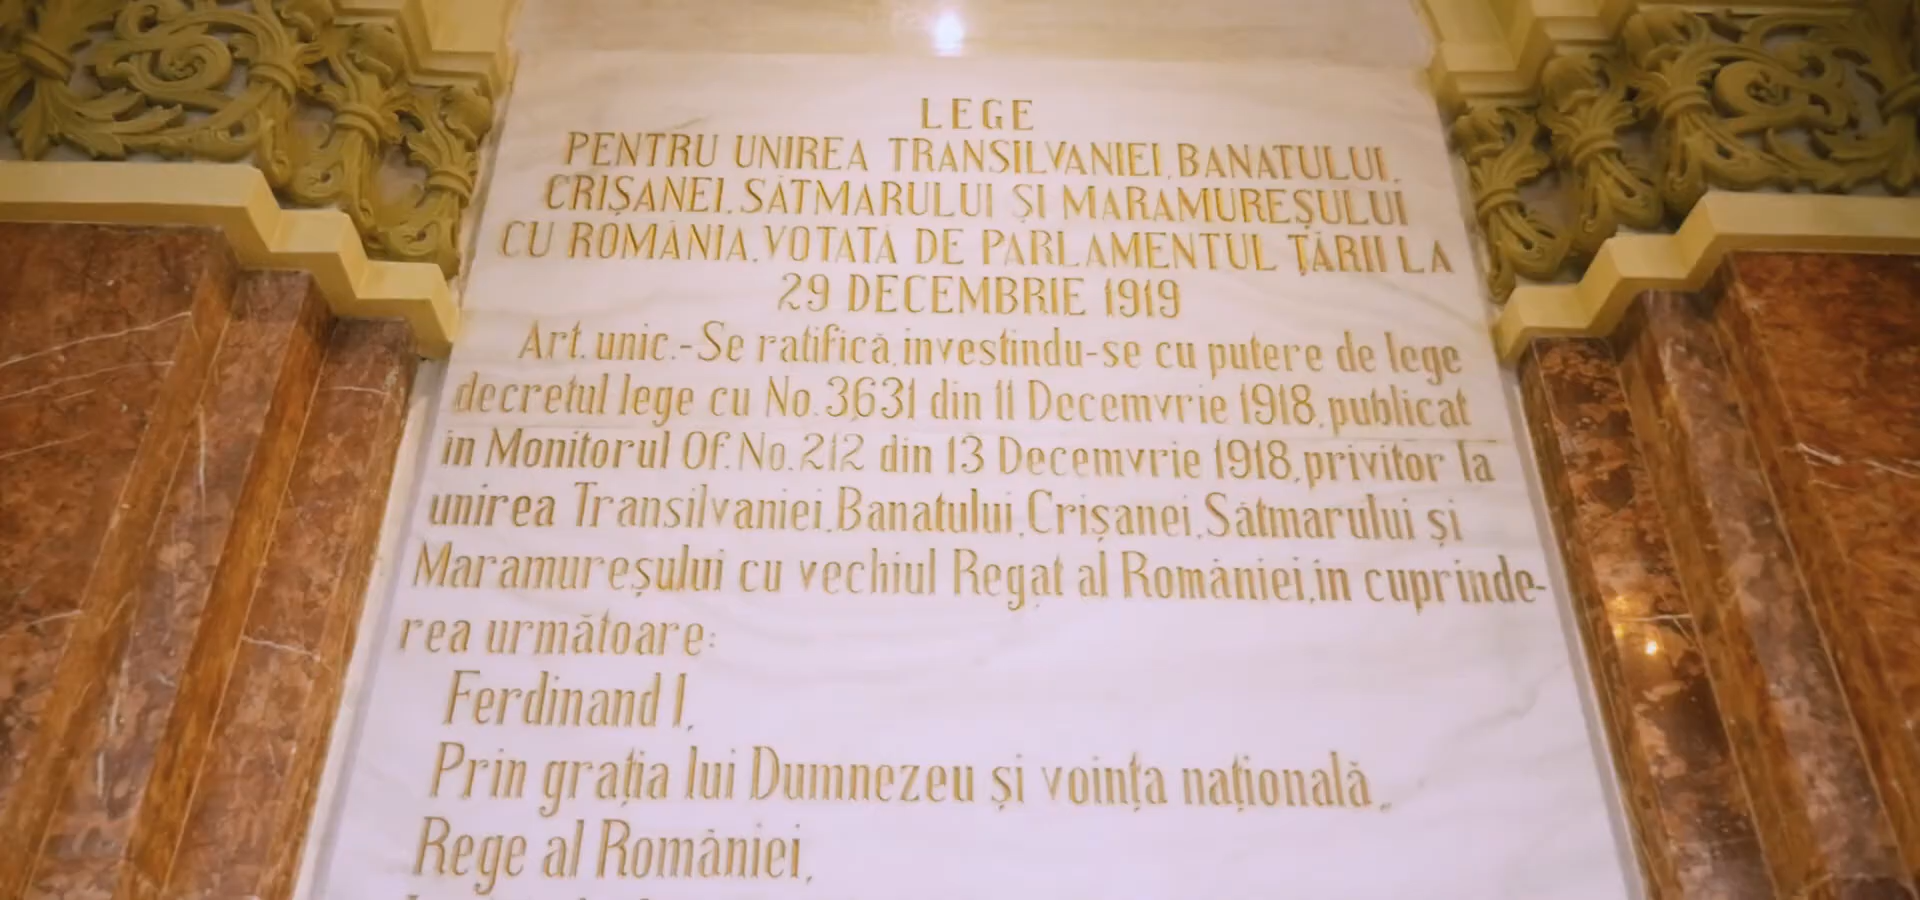 LEGE
PENTRU UNIREA TRANSILVANIEI, BANATULUI,
CRIȘANEI, SĂTMARULUI ȘI MARAMUREȘULUI
CU ROMÂNIA, VOTATĂ DE PARLAMENTUL ȚĂRII LA
29 DECEMBRIE 1919
Art. unic.-Se ratifică, investindu-se cu putere de lege
decretul lege cu No. 3631 din 11 Decemvrie 1918, publicat
în Monitorul Of. No. 212 din 13 Decemvrie 1918, privitor la
unirea Transilvaniei, Banatului, Crișanei, Sătmarului și
Maramureșului cu vechiul Regat al României, în cuprinde-
rea următoare:
Ferdinand I,
Prin grația lui Dumnezeu și voința națională,
Rege al României,